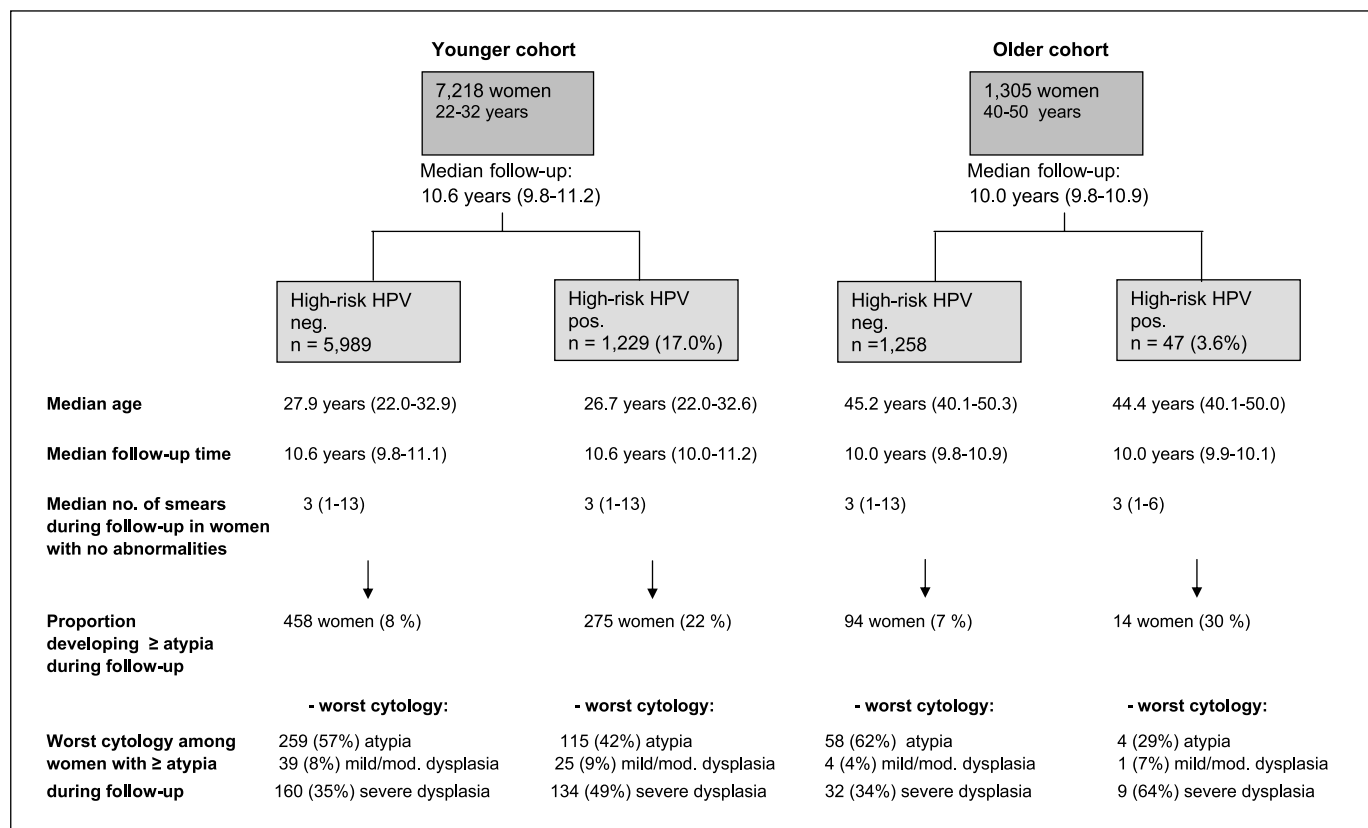 Younger cohort
7,218 women
22-32 years
Median follow-up:
10.6 years (9.8-11.2)
Older cohort
1,305 women
40-50 years
Median follow-up:
10.0 years (9.8-10.9)
High-risk HPV
neg.
n = 5,989
High-risk HPV
pos.
n = 1,229 (17.0%)
High-risk HPV
neg.
n =1,258
High-risk HPV
pos.
n = 47 (3.6%)
Median age 27.9 years (22.0-32.9) 26.7 years (22.0-32.6) 45.2 years (40.1-50.3) 44.4 years (40.1-50.0)
Median follow-up time 10.6 years (9.8-11.1) 10.6 years (10.0-11.2) 10.0 years (9.8-10.9) 10.0 years (9.9-10.1)
Median no. of smears 3 (1-13) 3 (1-13) 3 (1-13) 3 (1-6)
during follow-up in women
with no abnormalities
Proportion 458 women (8 %) 275 women (22 %) 94 women (7 %) 14 women (30 %)
developing ≥ atypia
during follow-up
- worst cytology: - worst cytology: - worst cytology: - worst cytology:
Worst cytology among 259 (57%) atypia 115 (42%) atypia 58 (62%) atypia 4 (29%) atypia
women with ≥ atypia 39 (8%) mild/mod. dysplasia 25 (9%) mild/mod. dysplasia 4 (4%) mild/mod. dysplasia 1 (7%) mild/mod. dysplasia
during follow-up 160 (35%) severe dysplasia 134 (49%) severe dysplasia 32 (34%) severe dysplasia 9 (64%) severe dysplasia